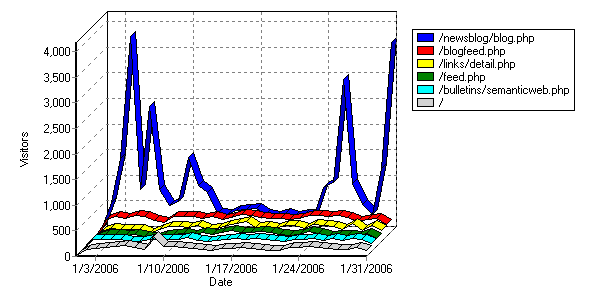 4,000
3,500
3,000
2,500
2,000
1,500
1,000
500
0
Visitors
1/3/2006 1/10/2006 1/17/2006 1/24/2006 1/31/2006
Date
/newsblog/blog.php
/blogfeed.php
/links/detail.php
/feed.php
/bulletins/semanticweb.php
/